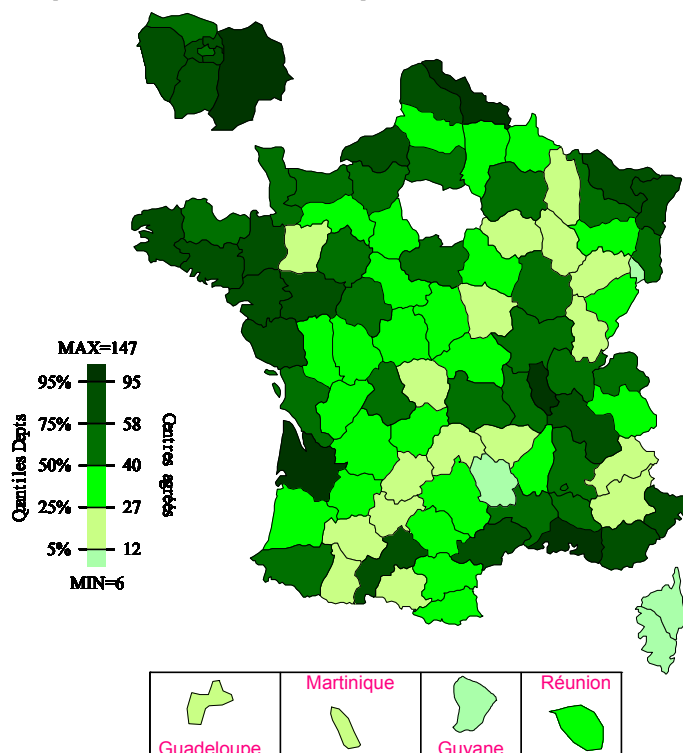 MAX=147
95% 95
75% 58
50% 40
25% 27
5% 12
MIN=6
Quantiles Depts
Centres agréés
Martinique
Réunion
Guadeloupe
Guyane